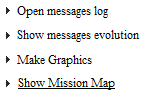 Open messages log
Show messages evolution
Make Graphics
Show Mission Map